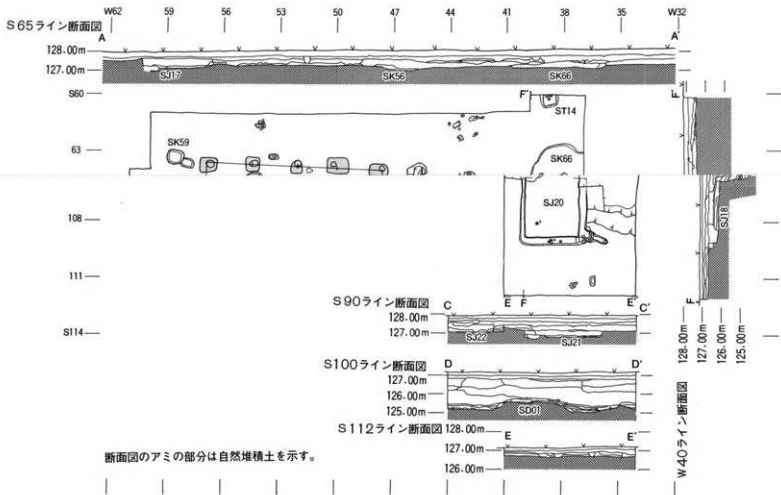 W62 59 56 53 50 47 44 41 38 35 W32
S65ライン断面図
A A′
128.00m
127.00m
SJ17 SK56 SK66
S60
F′ F′
ST14
63
SK59
SK66
SJ20
108
SJ18
111
S90ライン断面図
C E F E′ C′
S114
128.00m
127.00m
SJ22 SJ21
F
128.00m 127.00m 126.00m 125.00m
S100ライン断面図
D D′
127.00m
126.00m
125.00m
SD01
W40ライン断面図
S112ライン断面図
128.00m
E E′
127.00m
126.00m
断面図のアミの部分は自然堆積土を示す。